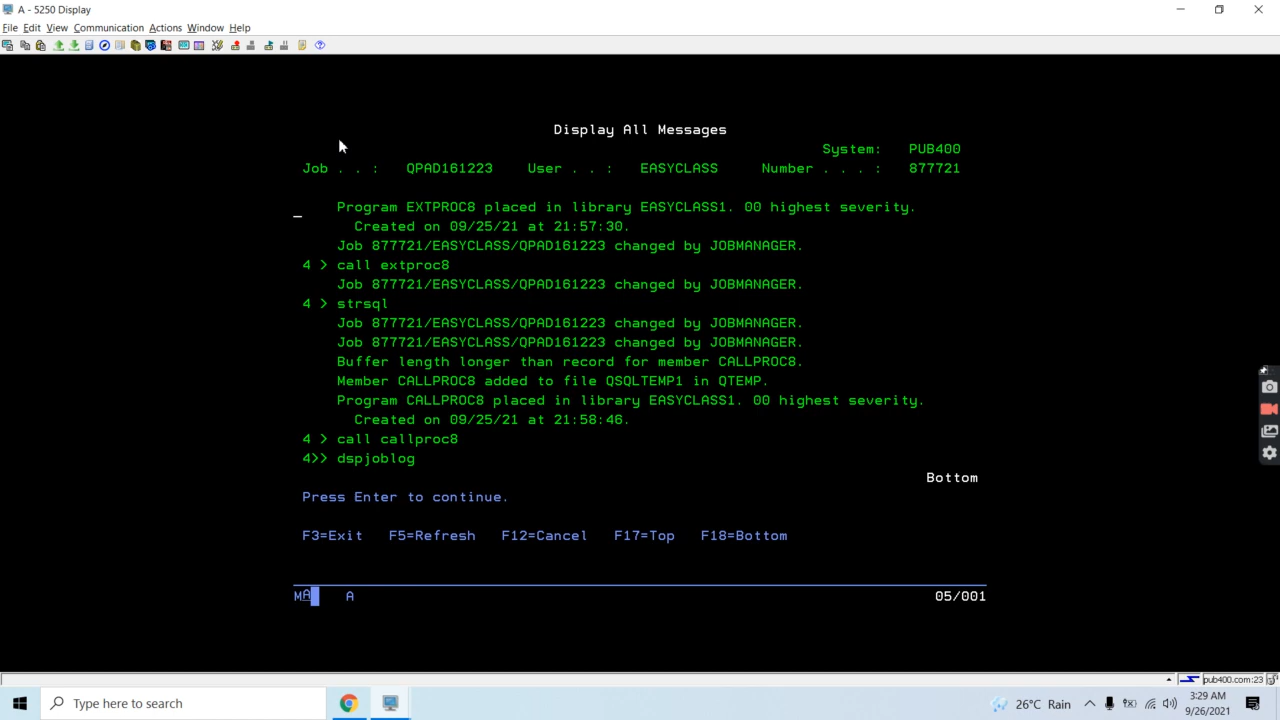 A - 5250 Display
File Edit View Communication Actions Window Help
Display All Messages
System: PUB400
Job . . : QPAD161223 User . . : EASYCLASS Number . . . : 877721
Program EXTPROC8 placed in library EASYCLASS1. 00 highest severity.
Created on 09/25/21 at 21:57:30.
Job 877721/EASYCLASS/QPAD161223 changed by JOBMANAGER.
4 > call extproc8
Job 877721/EASYCLASS/QPAD161223 changed by JOBMANAGER.
4 > strsql
Job 877721/EASYCLASS/QPAD161223 changed by JOBMANAGER.
Job 877721/EASYCLASS/QPAD161223 changed by JOBMANAGER.
Buffer length longer than record for member CALLPROC8.
Member CALLPROC8 added to file QSQLTEMP1 in QTEMP.
Program CALLPROC8 placed in library EASYCLASS1. 00 highest severity.
Created on 09/25/21 at 21:58:46.
4 > call callproc8
4>> dspjoblog
Bottom
Press Enter to continue.
F3=Exit F5=Refresh F12=Cancel F17=Top F18=Bottom
MA A 05/001
pub400.com:23
Type here to search
26°C Rain
3:29 AM
9/26/2021